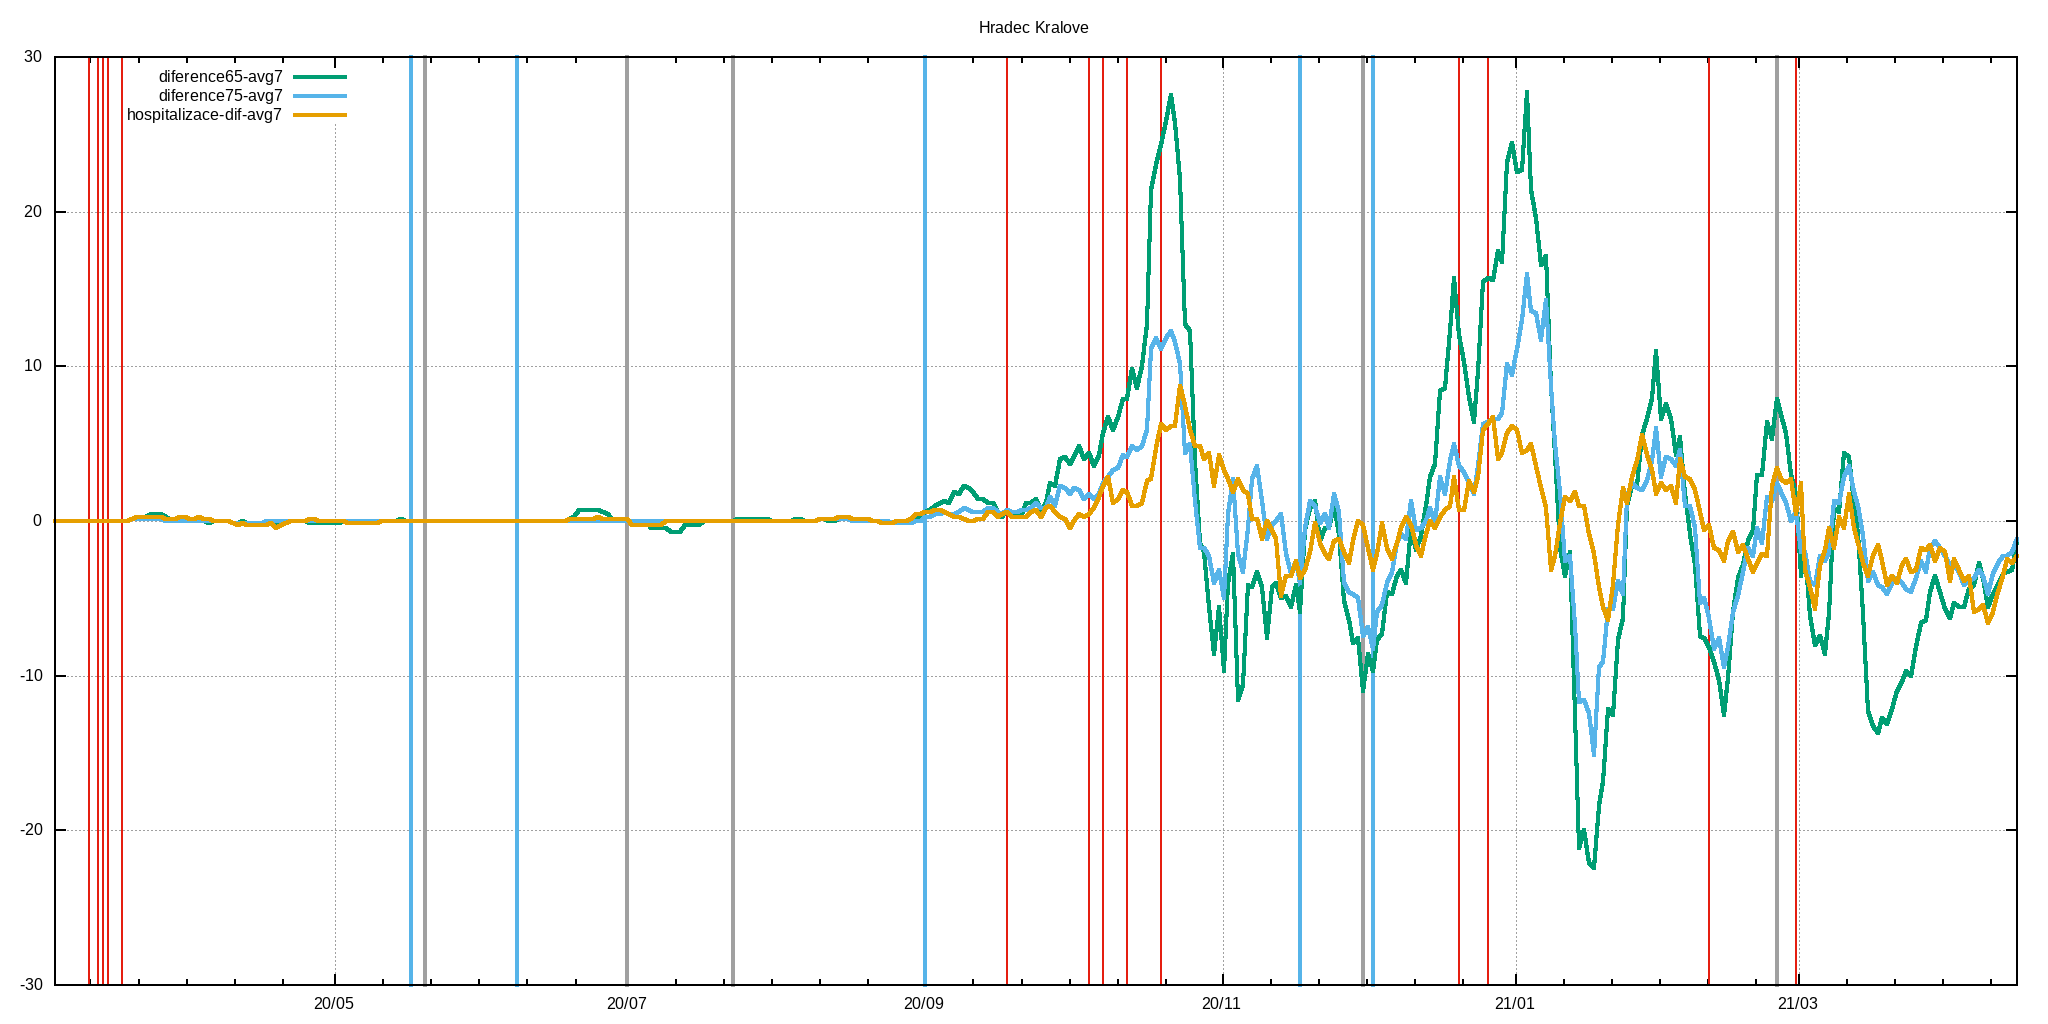 Hradec Kralove
30
diference65-avg7
diference75-avg7
hospitalizace-dif-avg7
20
10
0
-10
-20
-30
20/05 20/07 20/09 20/11 21/01 21/03